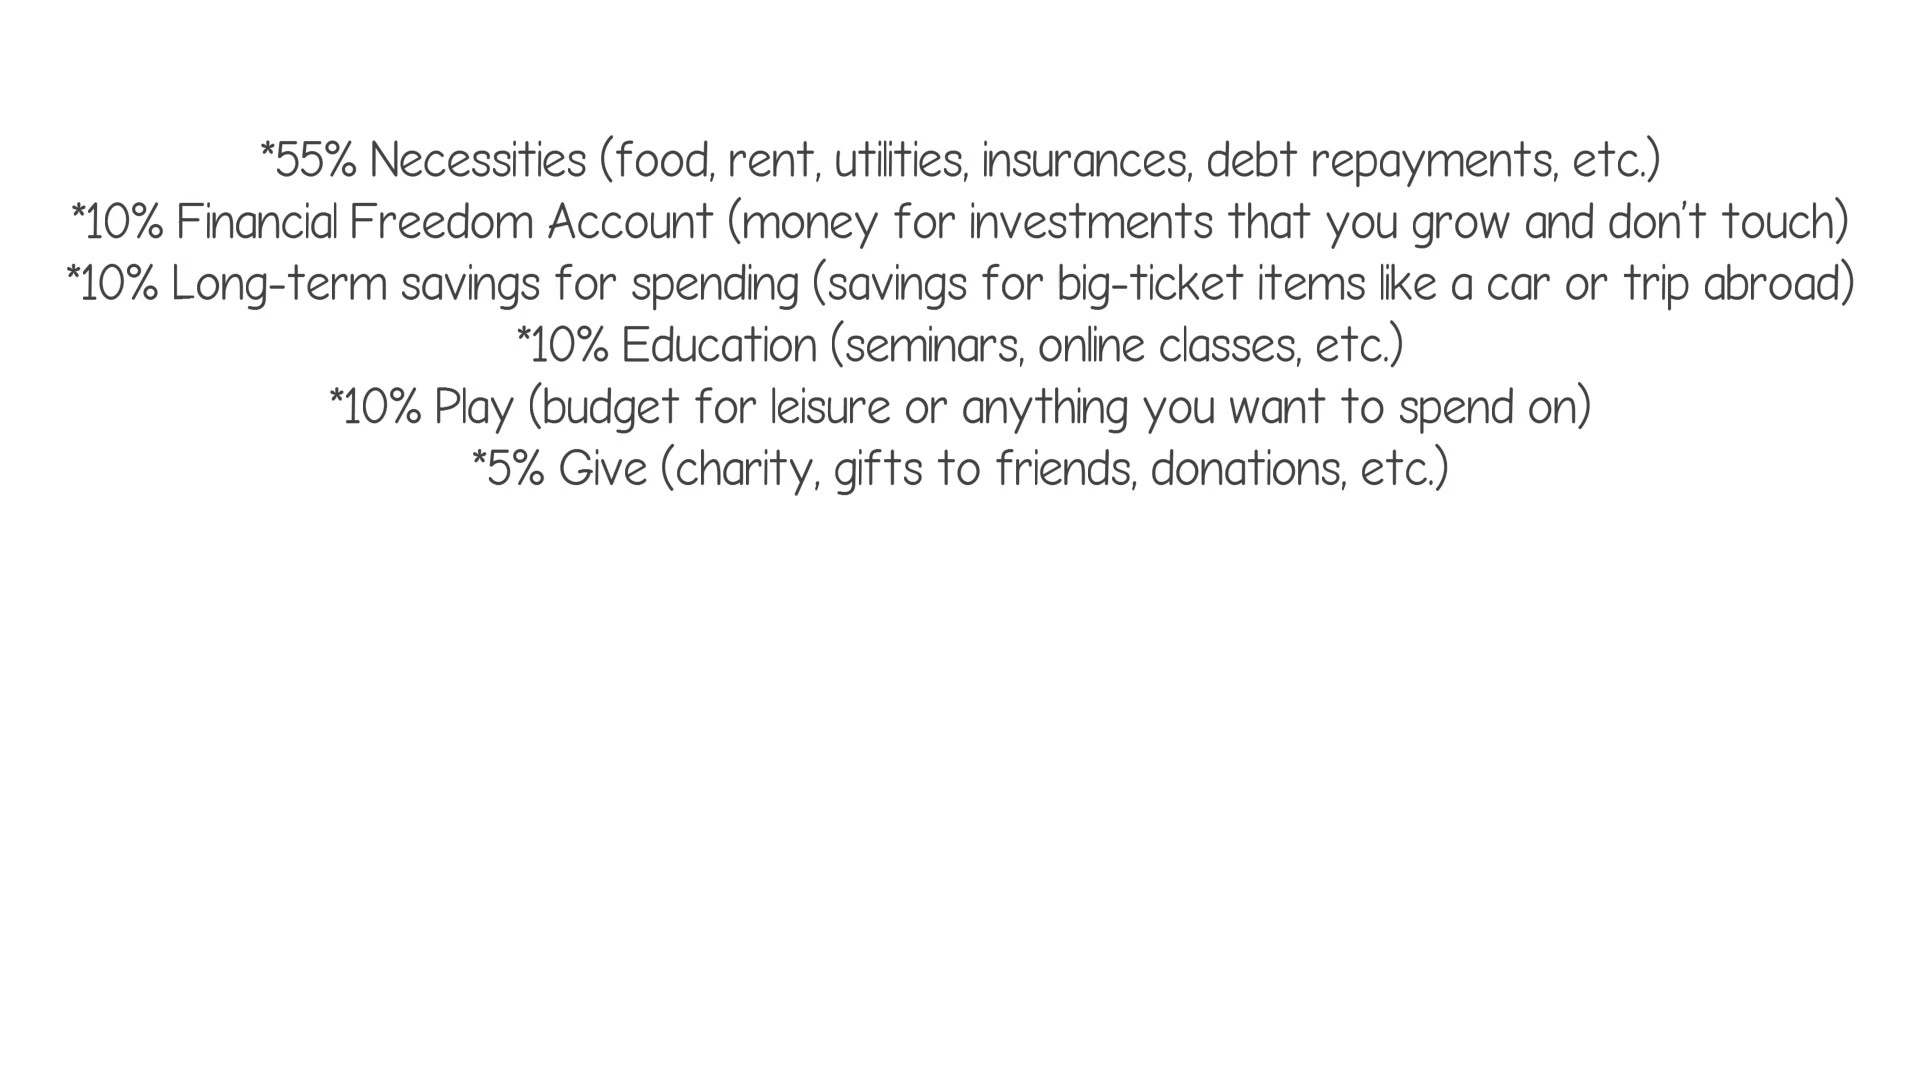 *55% Necessities (food, rent, utilities, insurances, debt repayments, etc.)
*10% Financial Freedom Account (money for investments that you grow and don't touch)
*10% Long-term savings for spending (savings for big-ticket items like a car or trip abroad)
*10% Education (seminars, online classes, etc.)
*10% Play (budget for leisure or anything you want to spend on)
*5% Give (charity, gifts to friends, donations, etc.)